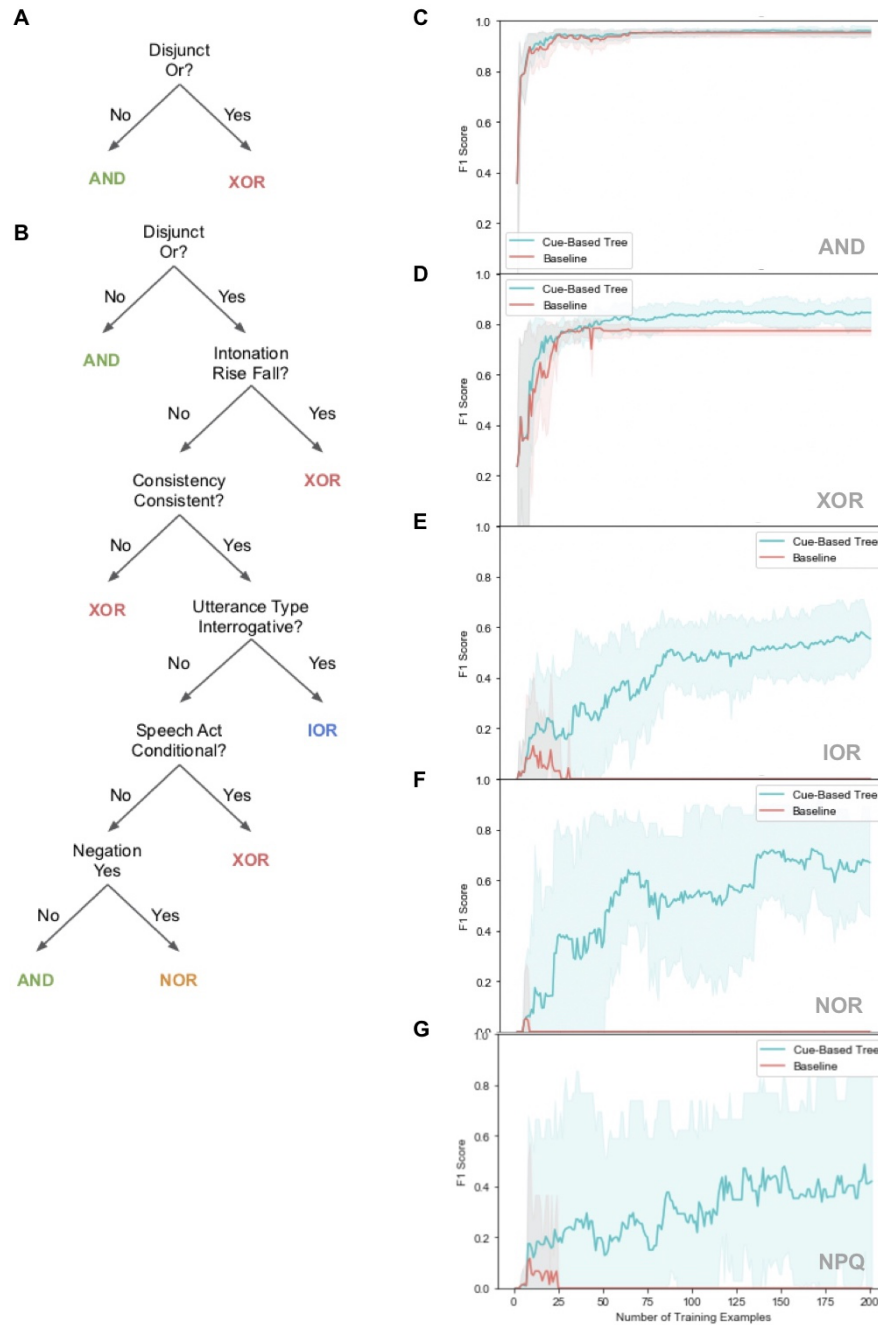 A
Disjunct
Or?
No
Yes
AND
XOR
B
Disjunct
Or?
No
Yes
AND
Intonation
Rise Fall?
No
Yes
Consistency
Consistent?
XOR
No
Yes
XOR
Utterance Type
Interrogative?
No
Yes
Speech Act
Conditional?
IOR
No
Yes
Negation
Yes
XOR
No
Yes
AND
NOR
C
1.0
0.8
0.6
0.4
0.2
F1 Score
Cue-Based Tree
Baseline
AND
D
1.0
0.8
0.6
0.4
0.2
F1 Score
Cue-Based Tree
Baseline
XOR
E
1.0
0.8
0.6
0.4
0.2
0.0
F1 Score
Cue-Based Tree
Baseline
IOR
F
1.0
0.8
0.6
0.4
0.2
0.0
F1 Score
Cue-Based Tree
Baseline
NOR
G
1.0
0.8
0.6
0.4
0.2
0.0
F1 Score
Cue-Based Tree
Baseline
NPQ
0 25 50 75 100 125 150 175 200
Number of Training Examples